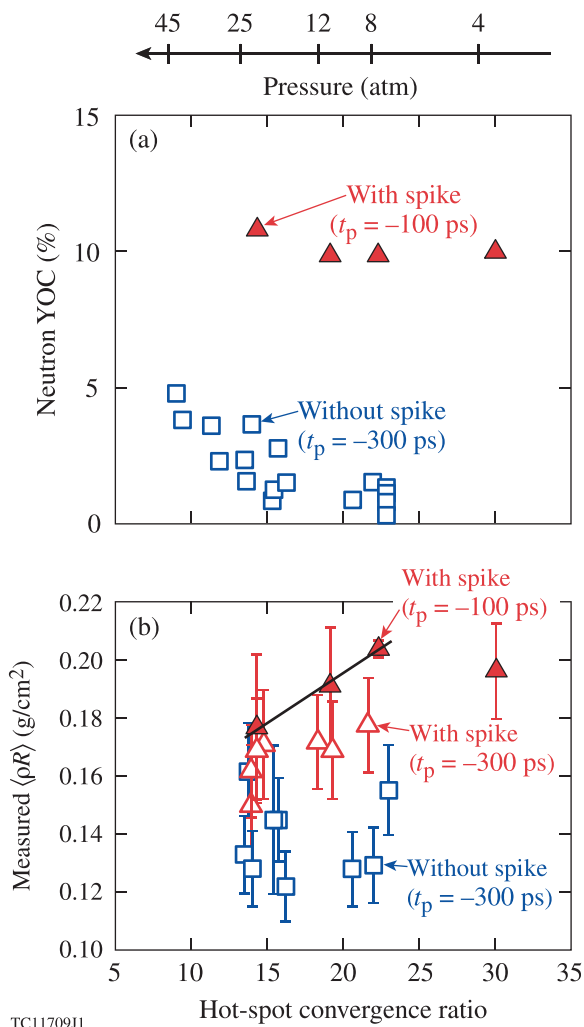 45 25 12 8 4
Pressure (atm)
15
(a)
With spike
(tp = –100 ps)
10
Neutron YOC (%)
5
Without spike
(tp = –300 ps)
0
0.22
With spike
(tp = –100 ps)
(b)
0.20
0.18
With spike
(tp = –300 ps)
Measured ⟨ρR⟩ (g/cm²)
0.16
0.14
Without spike
(tp = –300 ps)
0.12
0.10
5 10 15 20 25 30 35
Hot-spot convergence ratio
TC11709J1